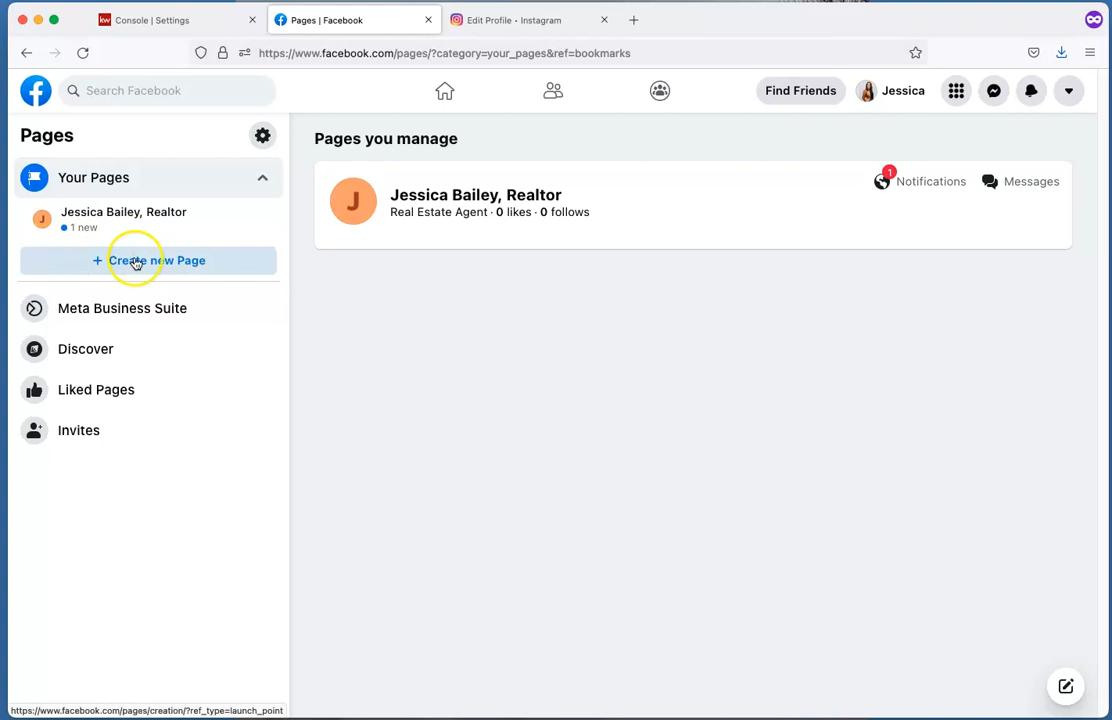 kw Console | Settings
Pages | Facebook
Edit Profile • Instagram
https://www.facebook.com/pages/?category=your_pages&ref=bookmarks
Search Facebook
Find Friends
Jessica
Pages
Your Pages
Jessica Bailey, Realtor
1 new
+ Create new Page
Meta Business Suite
Discover
Liked Pages
Invites
Pages you manage
J
J
Jessica Bailey, Realtor
Real Estate Agent · 0 likes · 0 follows
1
Notifications
Messages
https://www.facebook.com/pages/creation/?ref_type=launch_point